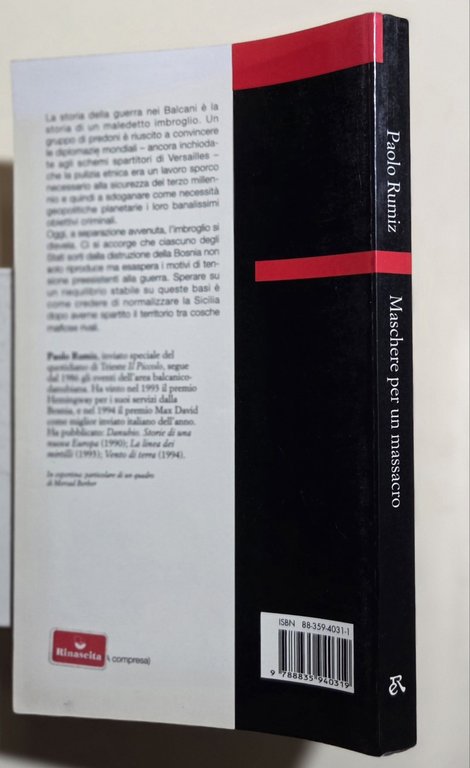 La storia della guerra nei Balcani è la
storia di un maledetto imbroglio. Un
gruppo di predoni è riuscito a convincere
le diplomazie mondiali – ancora inchioda-
te agli schemi spartitori di Versailles –
che la pulizia etnica era un lavoro sporco
necessario alla sicurezza del terzo millen-
nio e quindi a sdoganare come necessità
geopolitiche planetarie i loro banalissimi
obiettivi criminali.
Oggi, a separazione avvenuta, l'imbroglio si
disvela. Ci si accorge che ciascuno degli
Stati sorti dalla distruzione della Bosnia non
solo riproduce ma esaspera i motivi di ten-
sione preesistenti alla guerra. Sperare su
un riequilibrio stabile su queste basi è
come credere di normalizzare la Sicilia
dopo averne spartito il territorio tra cosche
mafiose rivali.
Paolo Rumiz, inviato speciale del
quotidiano di Trieste Il Piccolo, segue
dal 1986 gli eventi dell'area balcanico-
danubiana. Ha vinto nel 1993 il premio
Hemingway per i suoi servizi dalla
Bosnia, e nel 1994 il premio Max David
come miglior inviato italiano dell'anno.
Ha pubblicato: Danubio. Storie di una
nuova Europa (1990); La linea dei
mirtilli (1993); Vento di terra (1994).
In copertina: particolare di un quadro
di Mersad Berber
Rinascita
compresa)
ISBN 88-359-4031-1
9 788835 940319
Paolo Rumiz
Maschere per un massacro